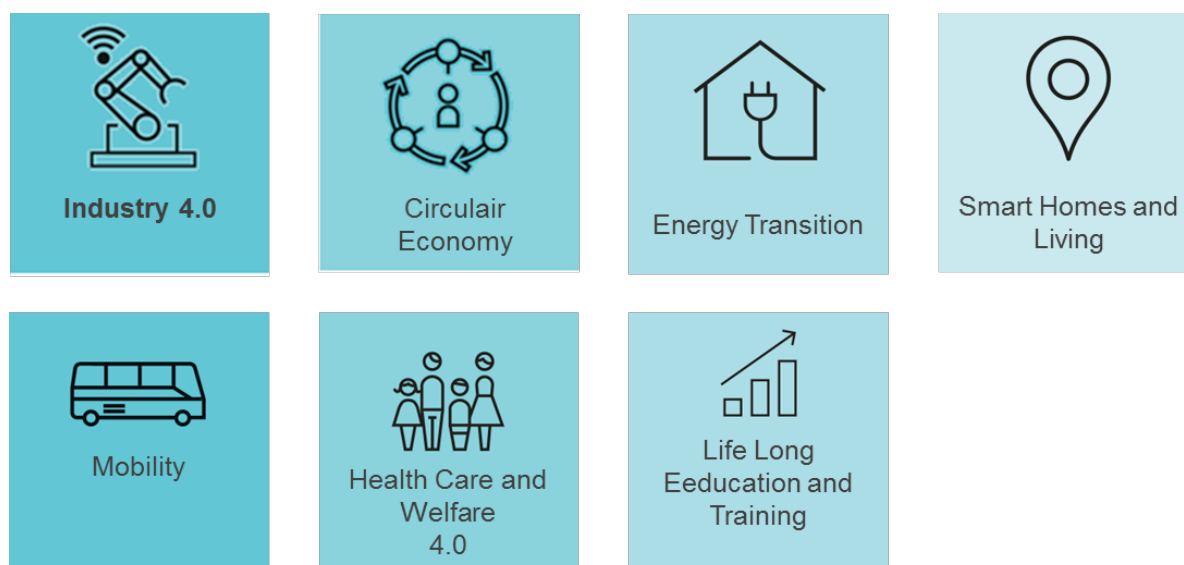 Industry 4.0
Circulair
Economy
Energy Transition
Smart Homes and
Living
Mobility
Health Care and
Welfare
4.0
Life Long
Eeducation and
Training